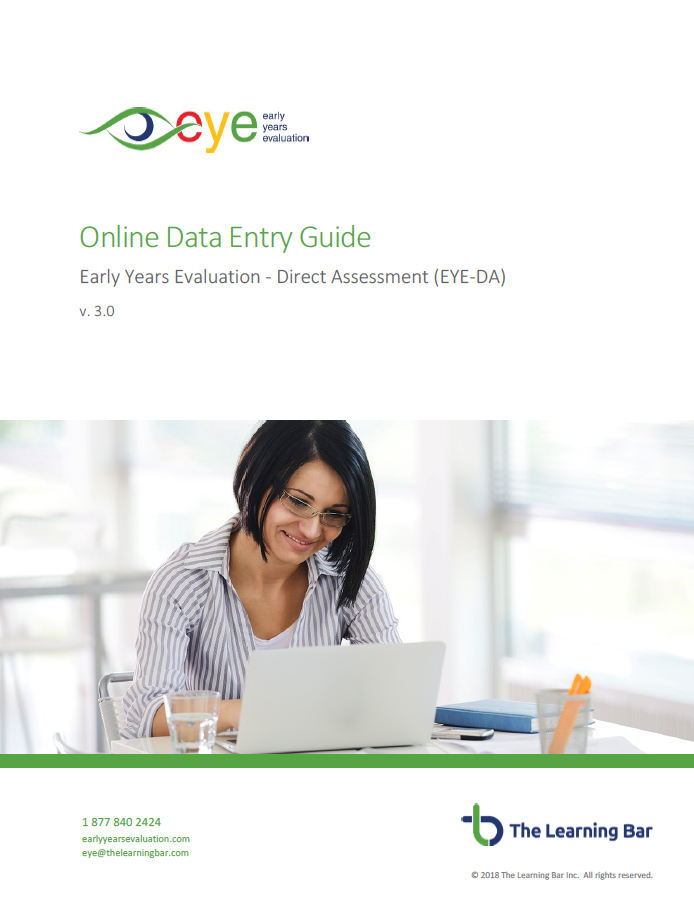 eye
early
years
evaluation
Online Data Entry Guide
Early Years Evaluation - Direct Assessment (EYE-DA)
v. 3.0
1 877 840 2424
earlyyearsevaluation.com
eye@thelearningbar.com
The Learning Bar
© 2018 The Learning Bar Inc. All rights reserved.